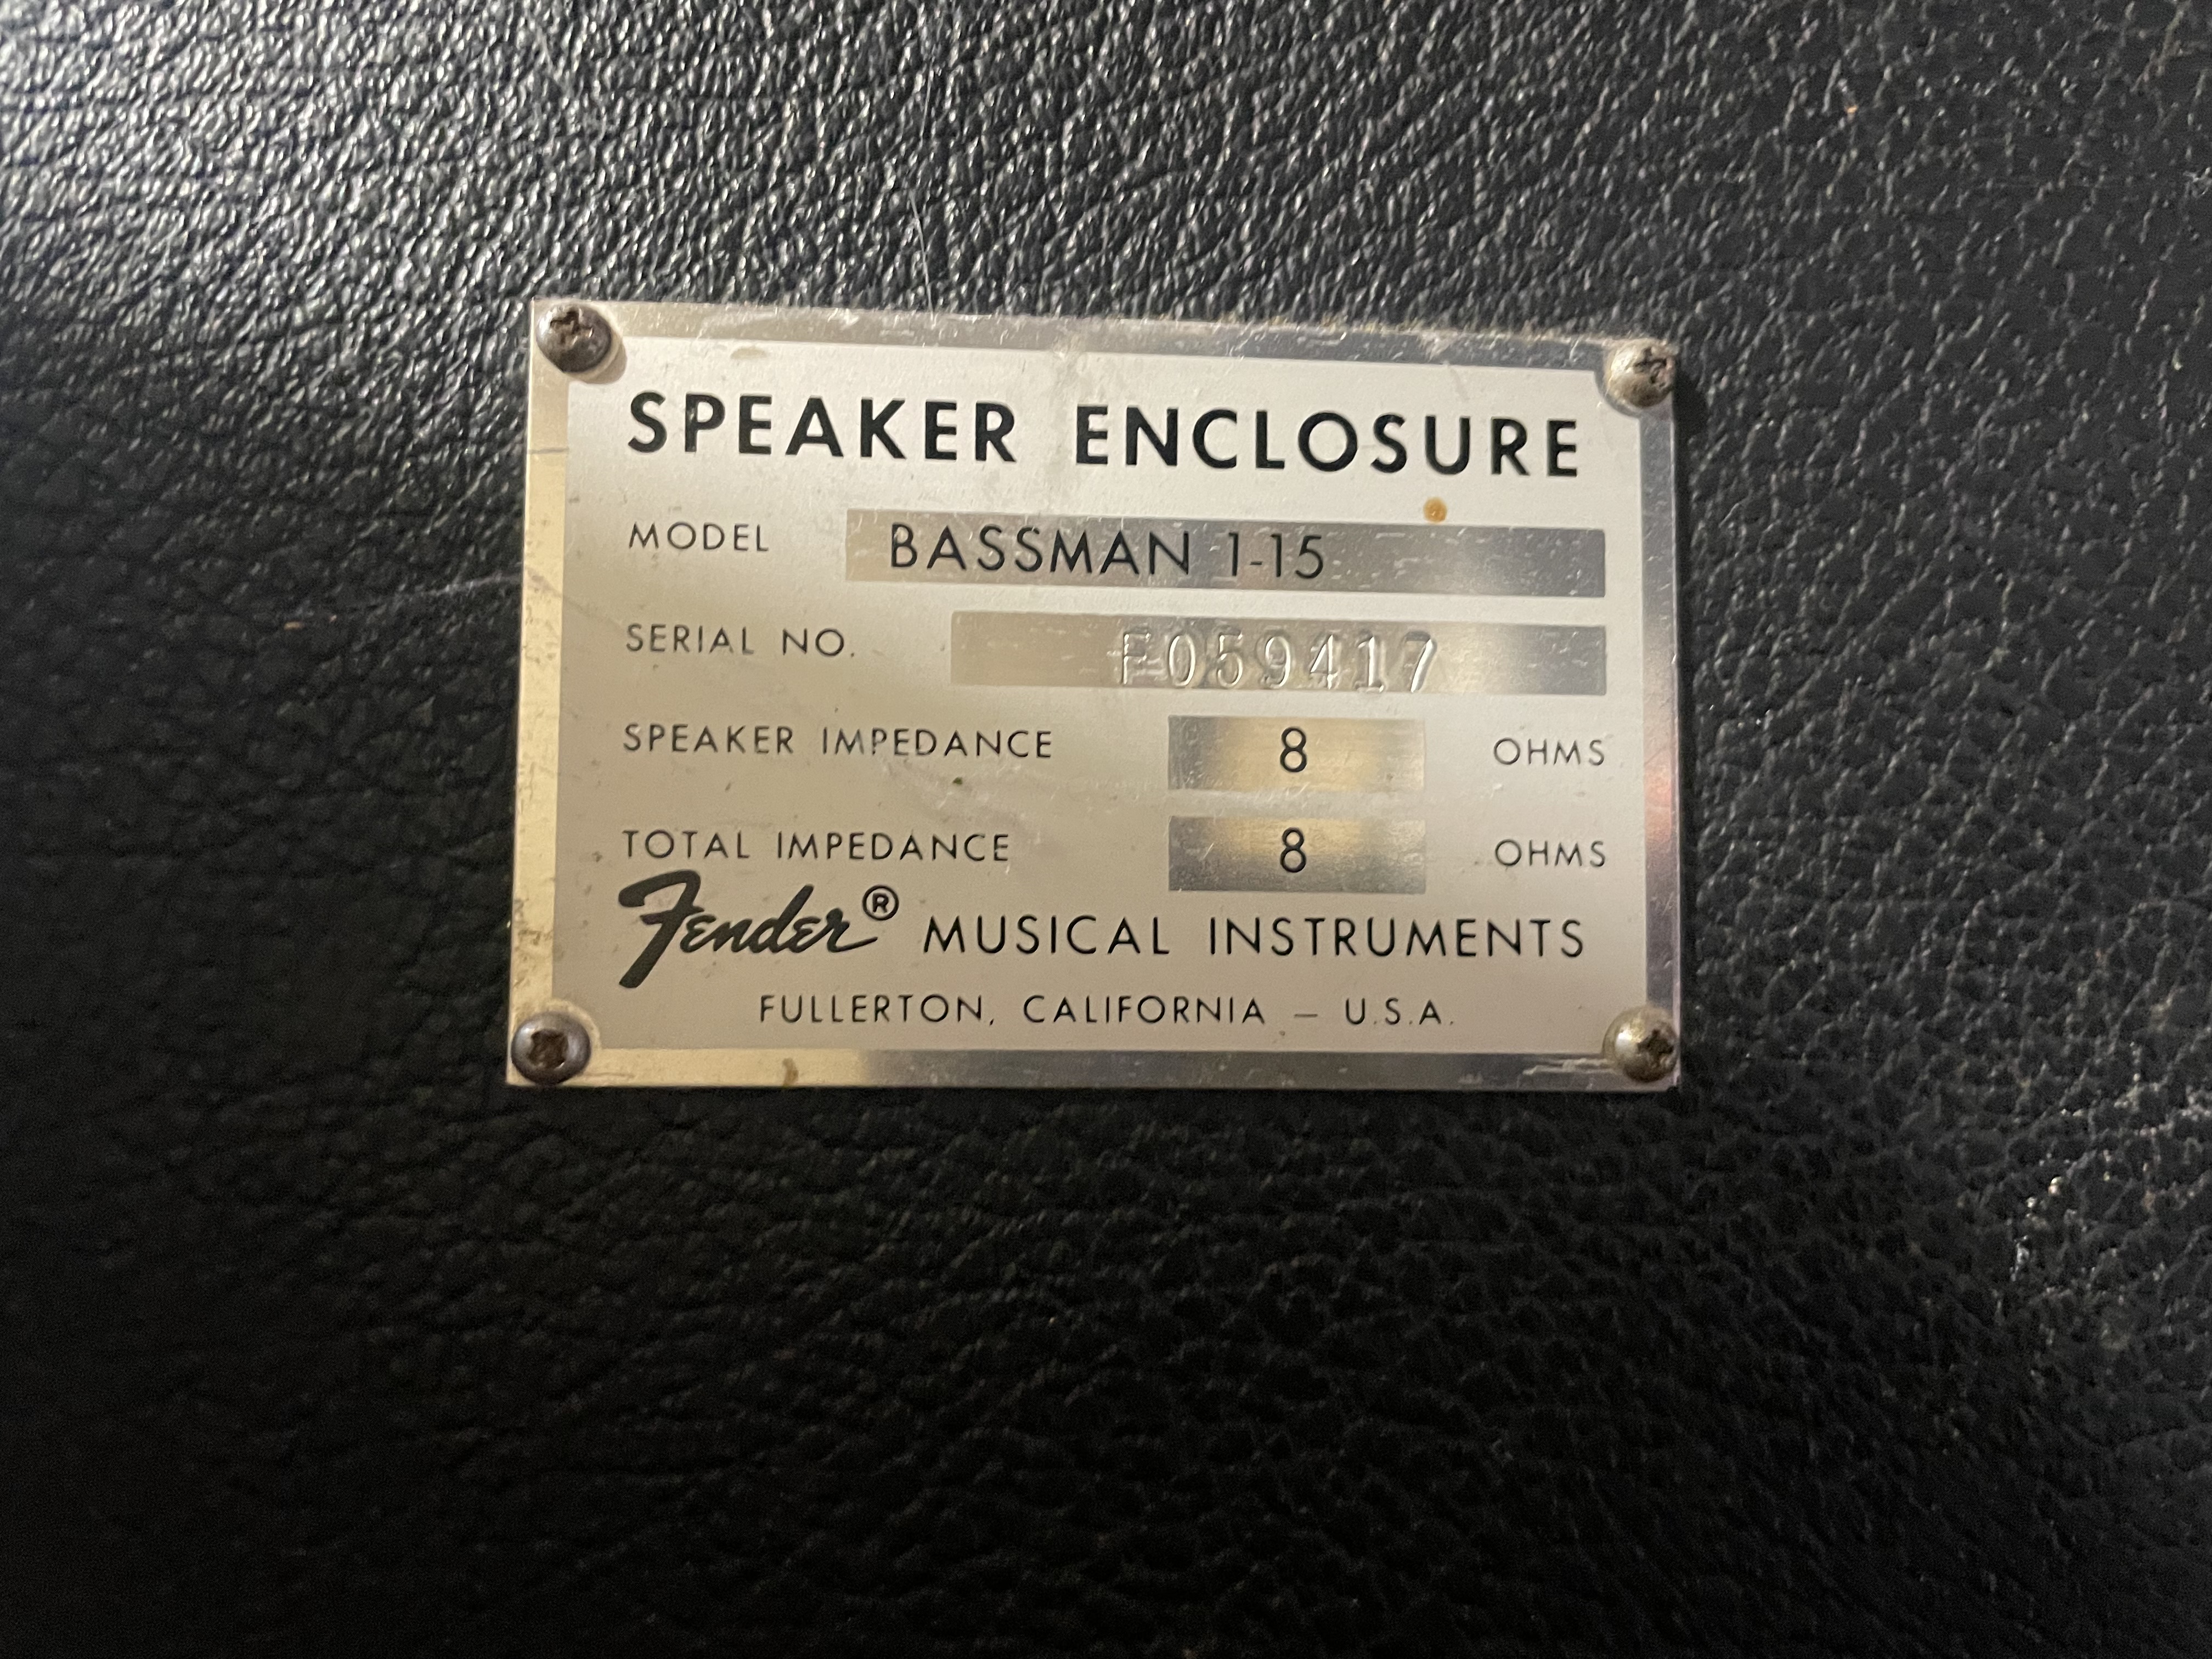 SPEAKER ENCLOSURE
MODEL BASSMAN 1-15
SERIAL NO. F059417
SPEAKER IMPEDANCE 8 OHMS
TOTAL IMPEDANCE 8 OHMS
Fender® MUSICAL INSTRUMENTS
FULLERTON, CALIFORNIA — U.S.A.